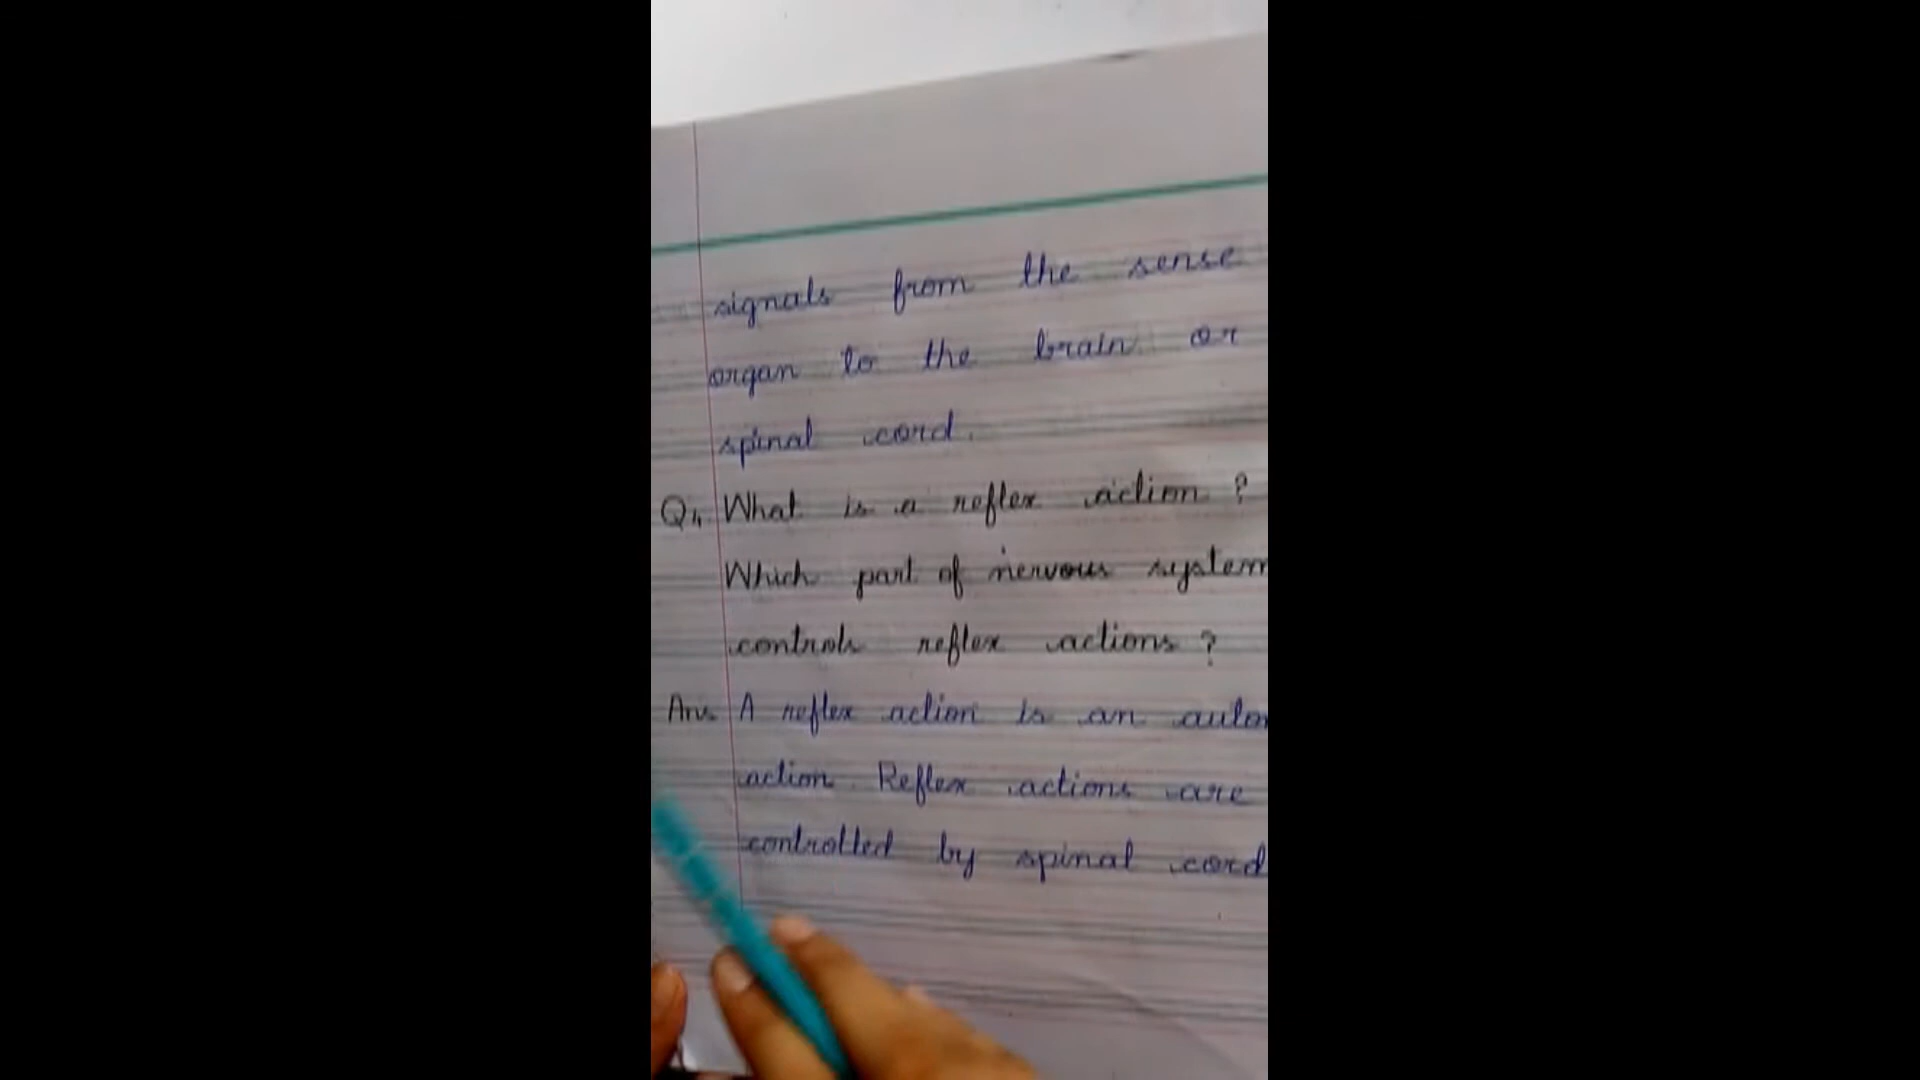 signals from the sense
organ to the brain or
spinal cord.
Q4. What is a reflex action ?
Which part of nervous system
controls reflex actions ?
Ans. A reflex action is an autom
action. Reflex actions are
controlled by spinal cord